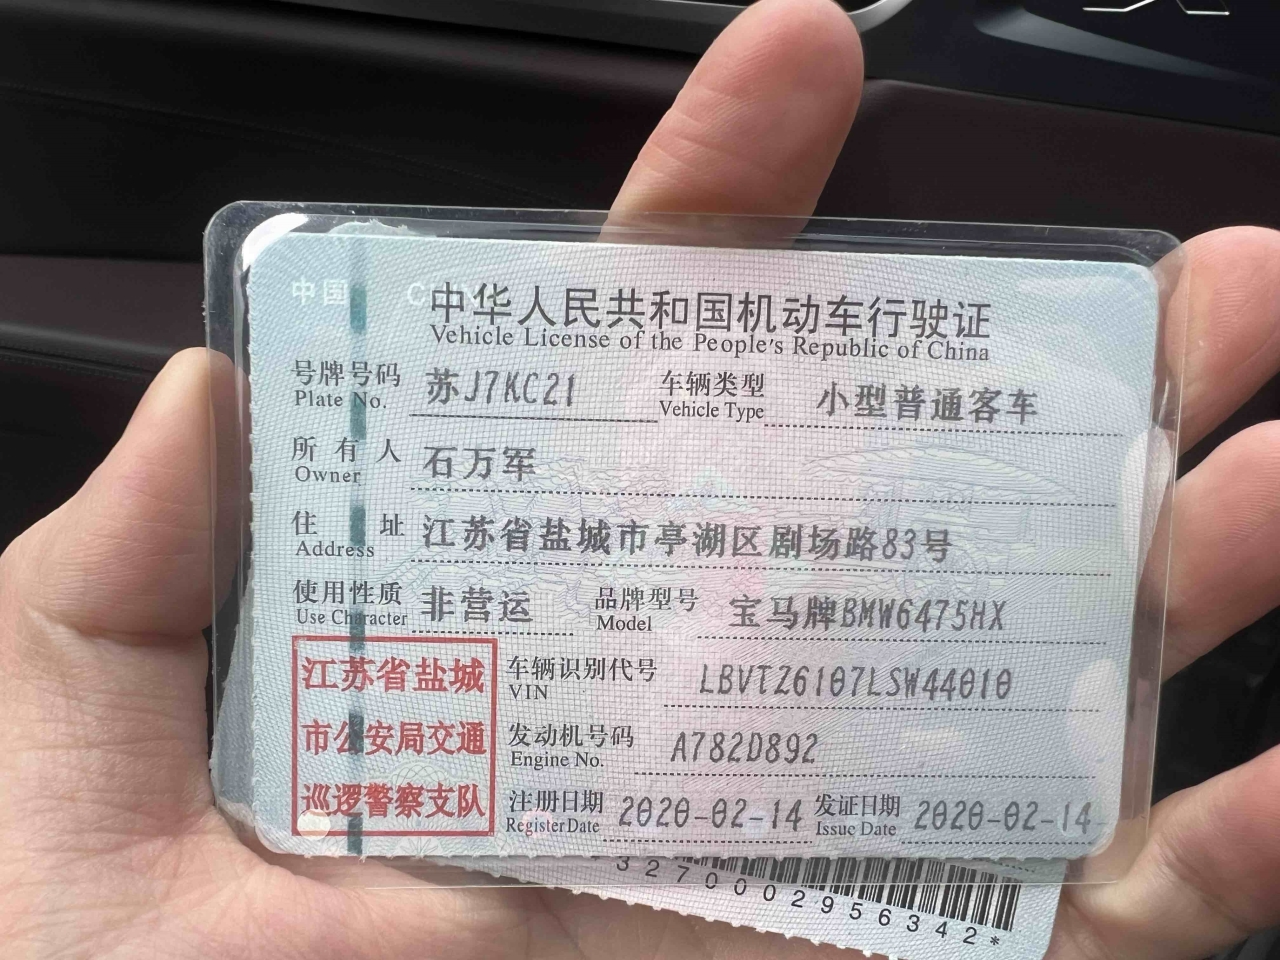 中国 C
中华人民共和国机动车行驶证
Vehicle License of the People's Republic of China
号牌号码 苏J7KC21 车辆类型 小型普通客车
Plate No. Vehicle Type
所有人 石万军
Owner
住址 江苏省盐城市亭湖区剧场路83号
Address
使用性质 非营运 品牌型号 宝马牌BMW6475HX
Use Character Model
江苏省盐城
市公安局交通
巡逻警察支队
车辆识别代号 LBVTZ6107LSW44010
VIN
发动机号码 A782D892
Engine No.
注册日期 2020-02-14 发证日期 2020-02-14
Register Date Issue Date
3270002956342*